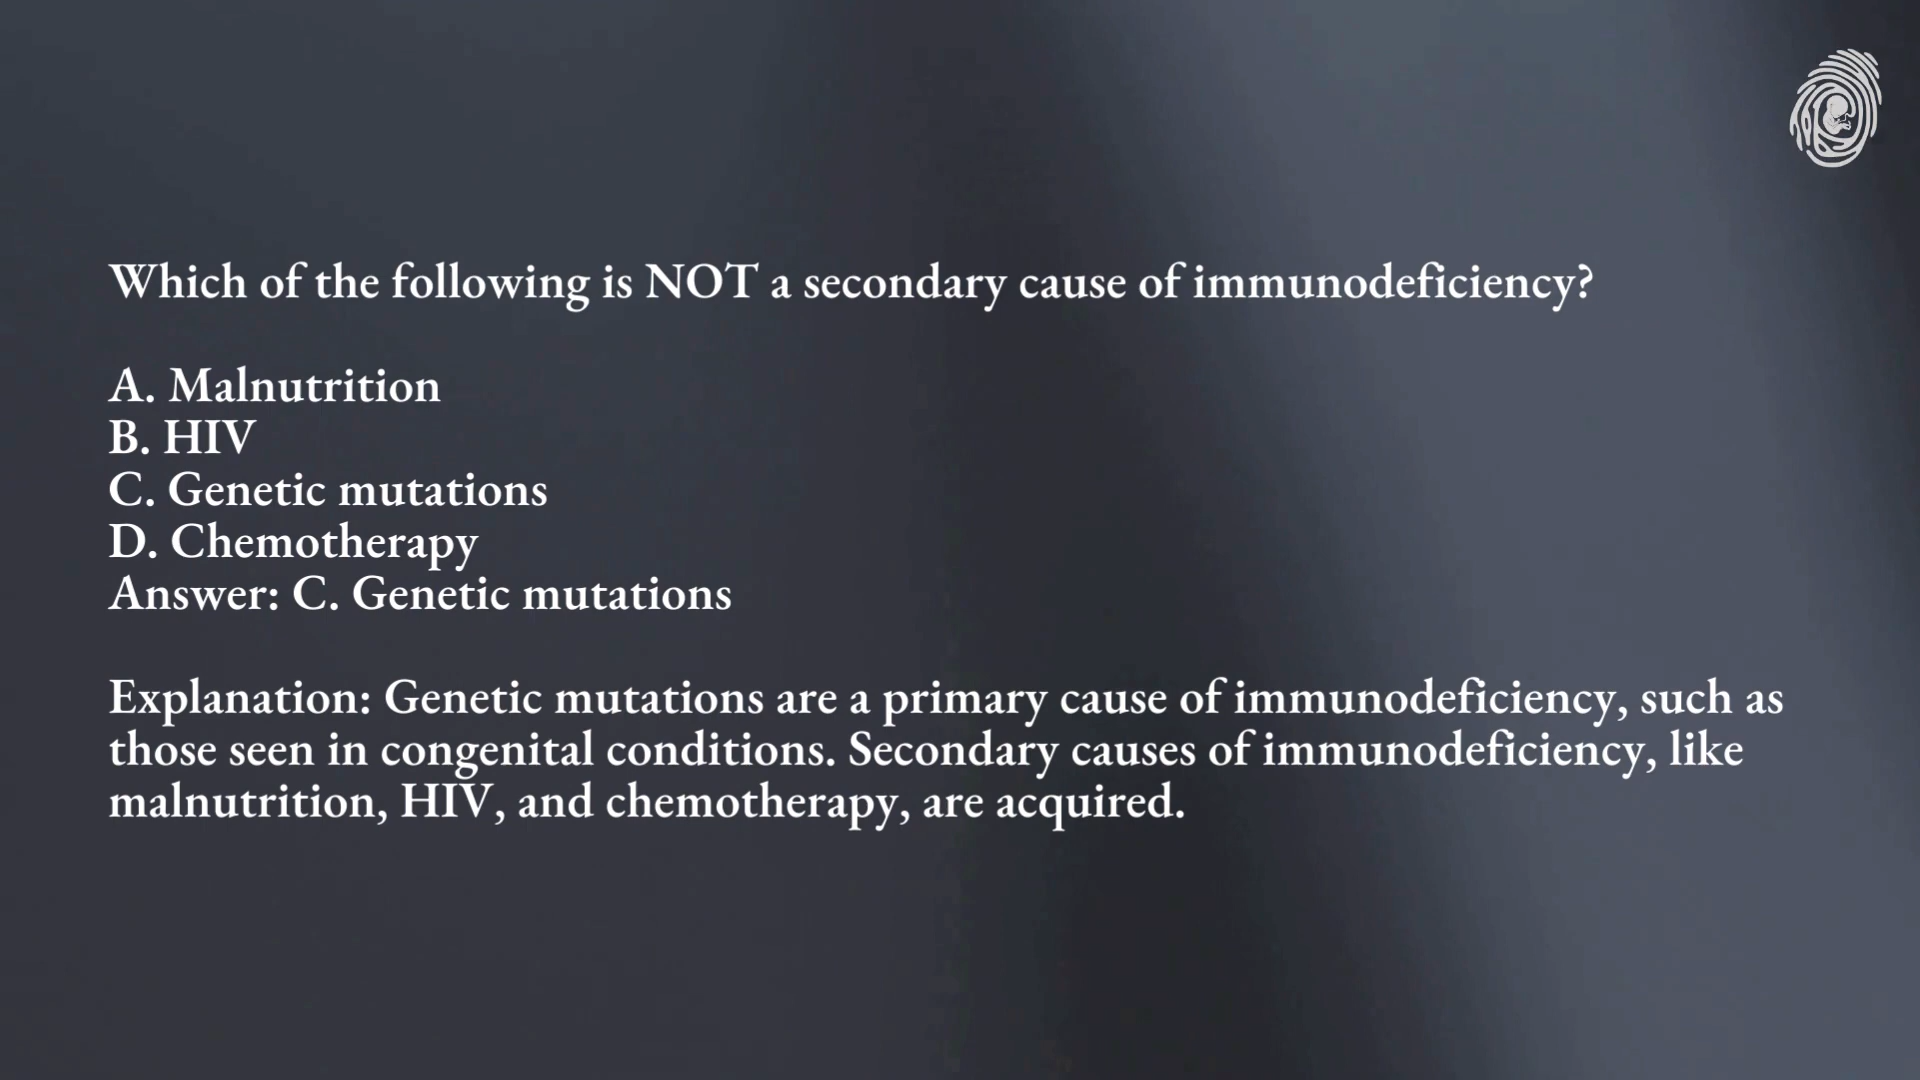 Which of the following is NOT a secondary cause of immunodeficiency?
A. Malnutrition
B. HIV
C. Genetic mutations
D. Chemotherapy
Answer: C. Genetic mutations
Explanation: Genetic mutations are a primary cause of immunodeficiency, such as
those seen in congenital conditions. Secondary causes of immunodeficiency, like
malnutrition, HIV, and chemotherapy, are acquired.